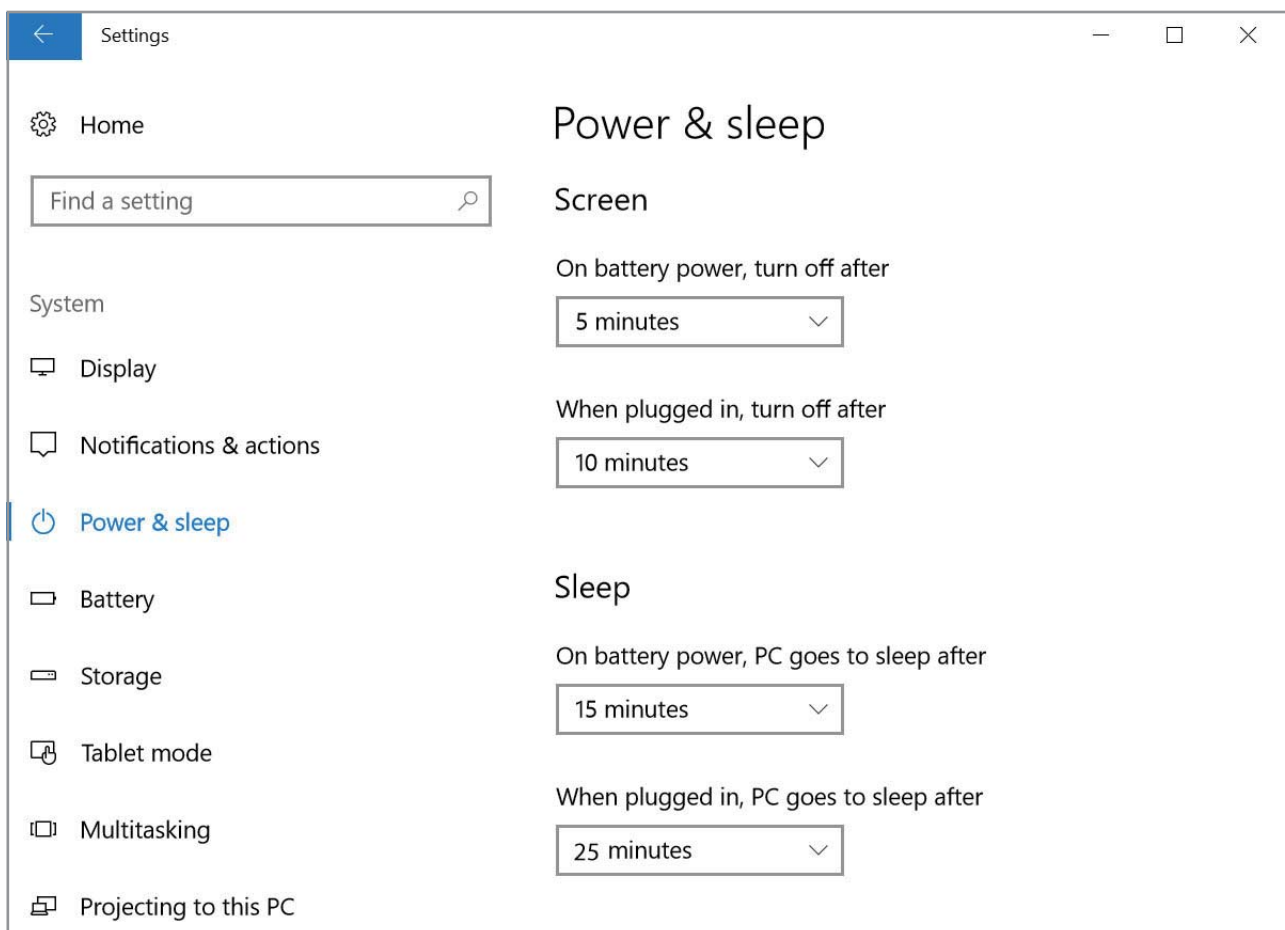 Settings
Home
Find a setting
System
Display
Notifications & actions
Power & sleep
Battery
Storage
Tablet mode
Multitasking
Projecting to this PC
Power & sleep
Screen
On battery power, turn off after
5 minutes
When plugged in, turn off after
10 minutes
Sleep
On battery power, PC goes to sleep after
15 minutes
When plugged in, PC goes to sleep after
25 minutes